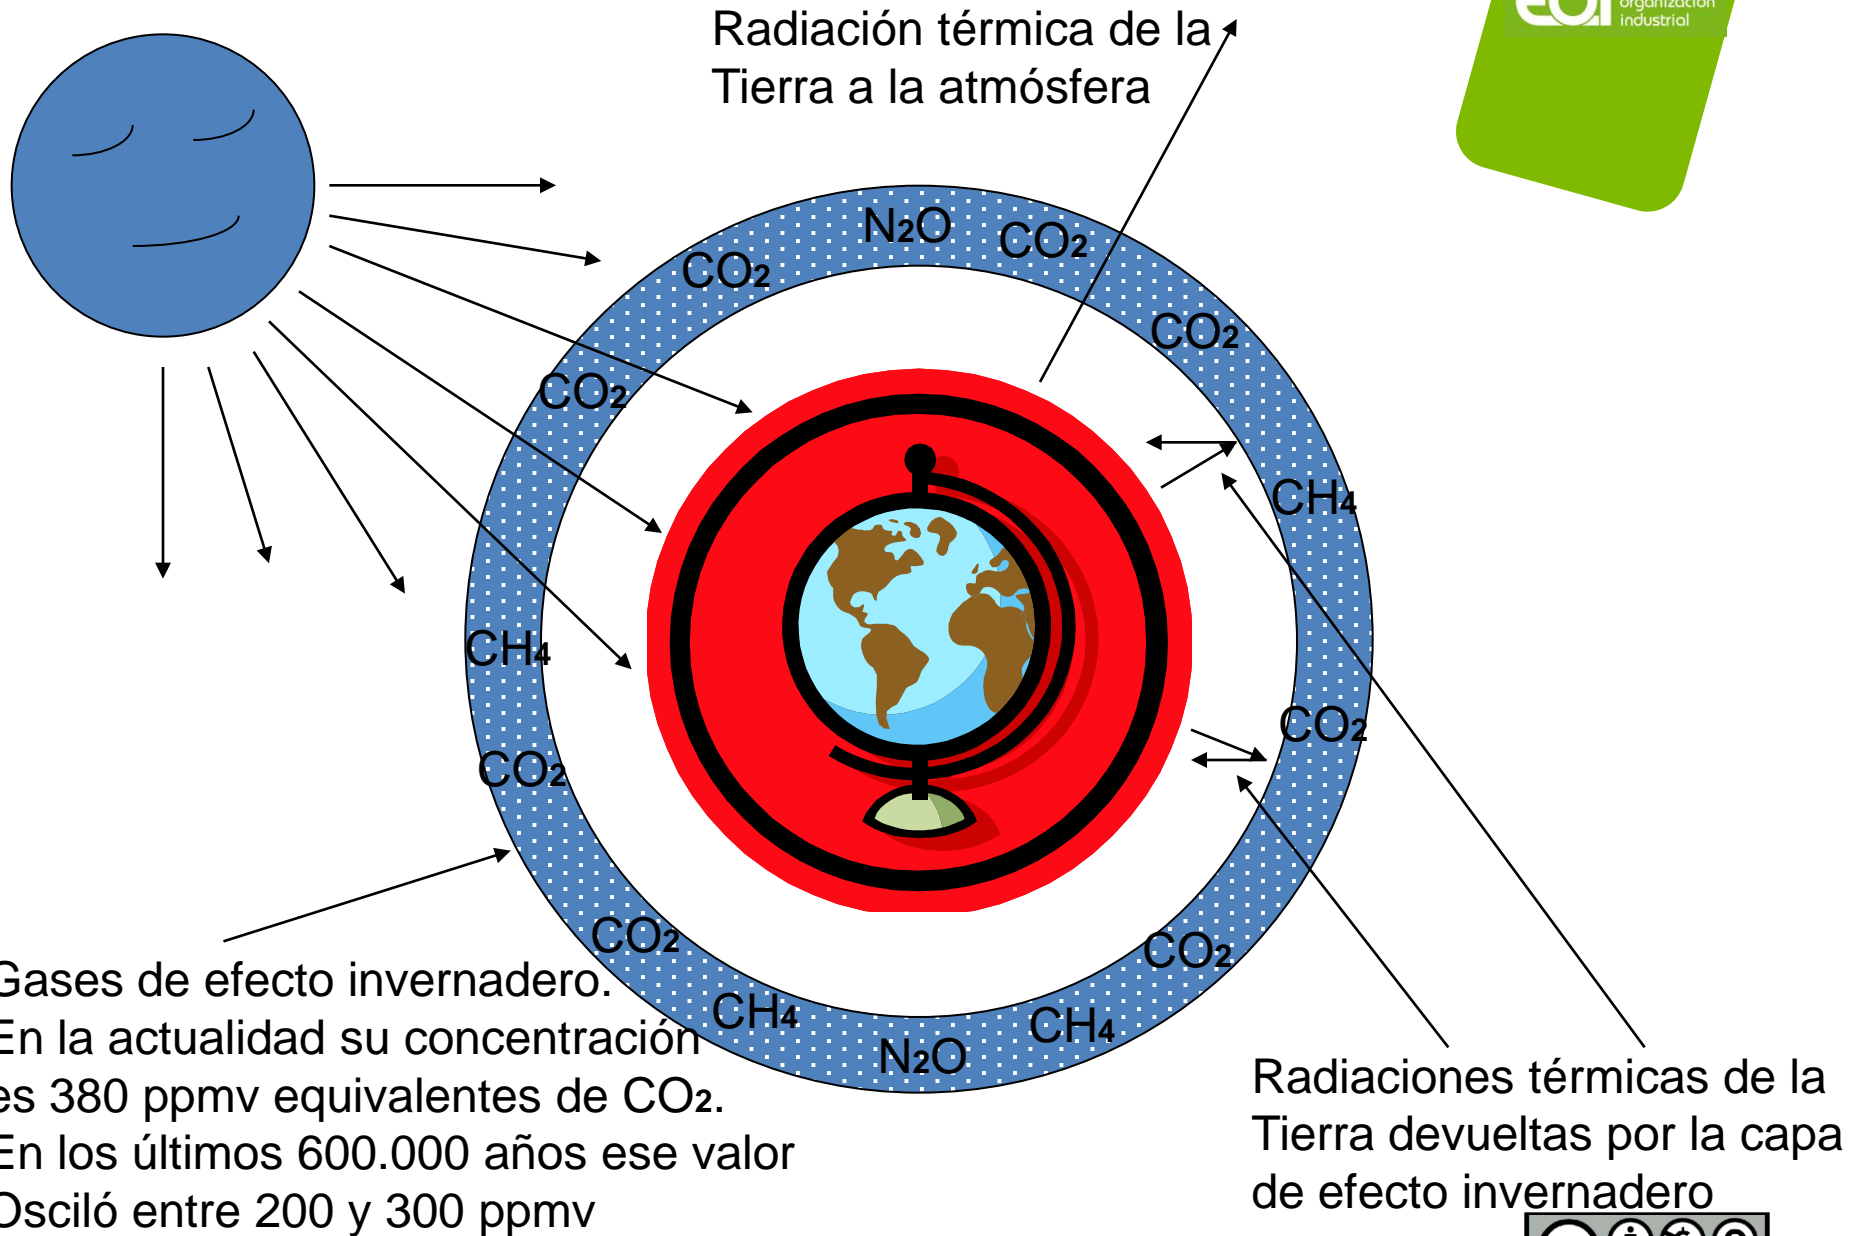 Radiación térmica de la
Tierra a la atmósfera
eoi
organización
industrial
N2O
CO2
CO2
CO2
CO2
CH4
CH4
CO2
CO2
CO2
CO2
CH4
CH4
N2O
Gases de efecto invernadero.
En la actualidad su concentración
es 380 ppmv equivalentes de CO2.
En los últimos 600.000 años ese valor
Osciló entre 200 y 300 ppmv
Radiaciones térmicas de la
Tierra devueltas por la capa
de efecto invernadero